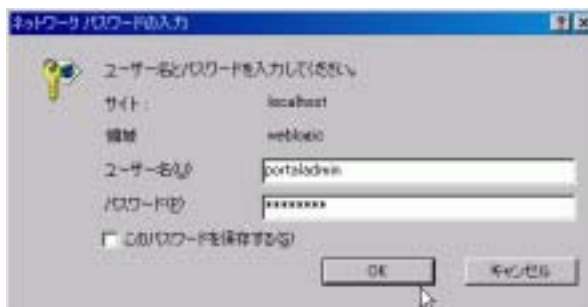 ネットワーク パスワードの入力
ユーザー名とパスワードを入力してください。
サイト: localhost
領域 weblogic
ユーザー名(U) portaladmin
パスワード(P) ********
このパスワードを保存する(S)
OK キャンセル